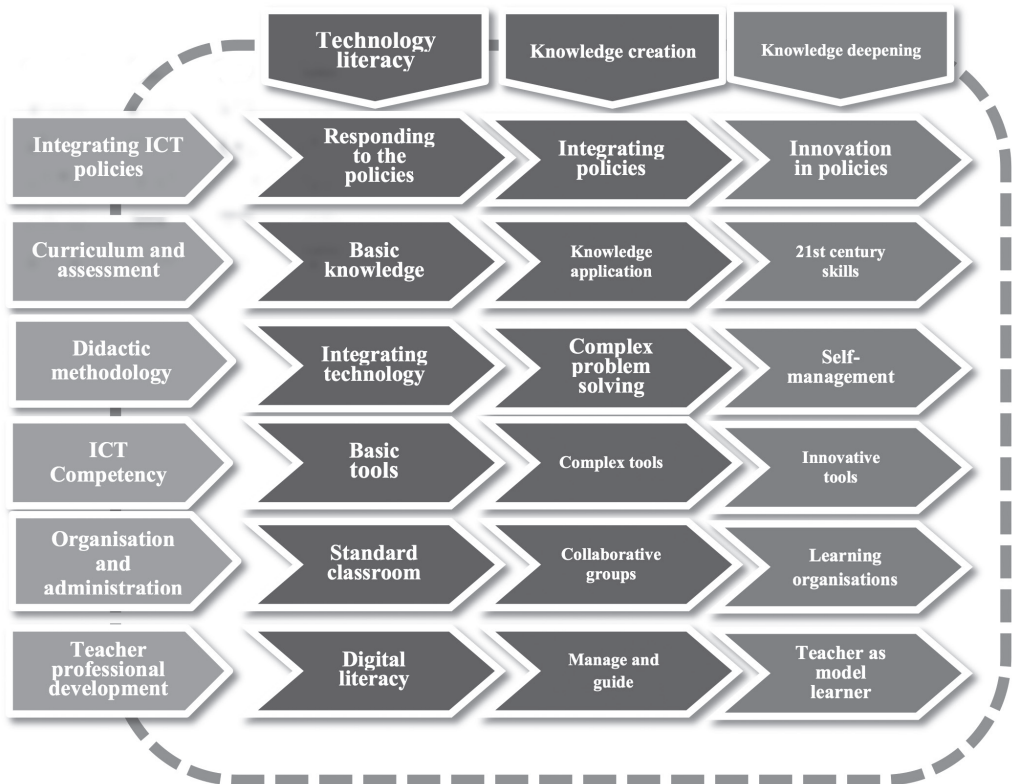 Technology
literacy
Knowledge creation
Knowledge deepening
Integrating ICT
policies
Responding
to the
policies
Integrating
policies
Innovation
in policies
Curriculum and
assessment
Basic
knowledge
Knowledge
application
21st century
skills
Didactic
methodology
Integrating
technology
Complex
problem
solving
Self-
management
ICT
Competency
Basic
tools
Complex tools
Innovative
tools
Organisation
and
administration
Standard
classroom
Collaborative
groups
Learning
organisations
Teacher
professional
development
Digital
literacy
Manage and
guide
Teacher as
model
learner